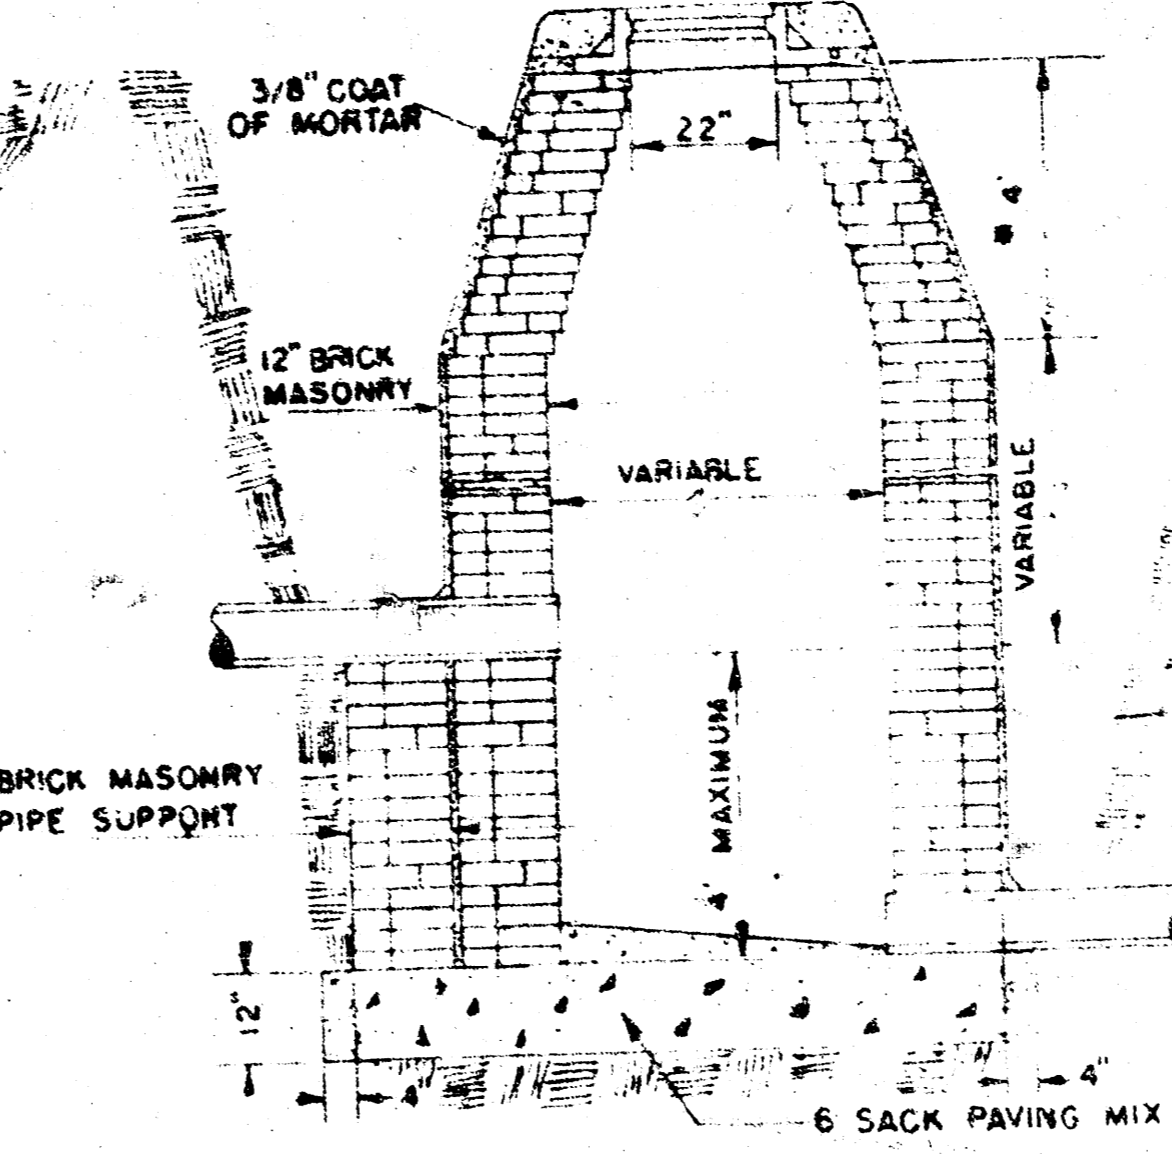 3/8" COAT
OF MORTAR
22"
4'
12" BRICK
MASONRY
VARIABLE
VARIABLE
MAXIMUM
4'
BRICK MASONRY
PIPE SUPPORT
12"
4"
4"
6 SACK PAVING MIX